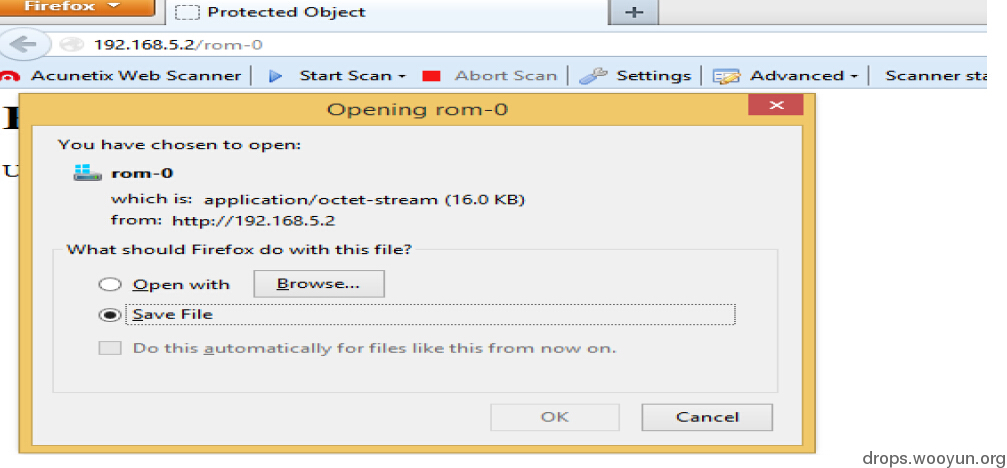 Firefox
Protected Object
192.168.5.2/rom-0
Acunetix Web Scanner Start Scan Abort Scan Settings Advanced Scanner sta
Opening rom-0
You have chosen to open:
rom-0
which is: application/octet-stream (16.0 KB)
from: http://192.168.5.2
What should Firefox do with this file?
Open with Browse...
Save File
Do this automatically for files like this from now on.
OK Cancel
drops.wooyun.org